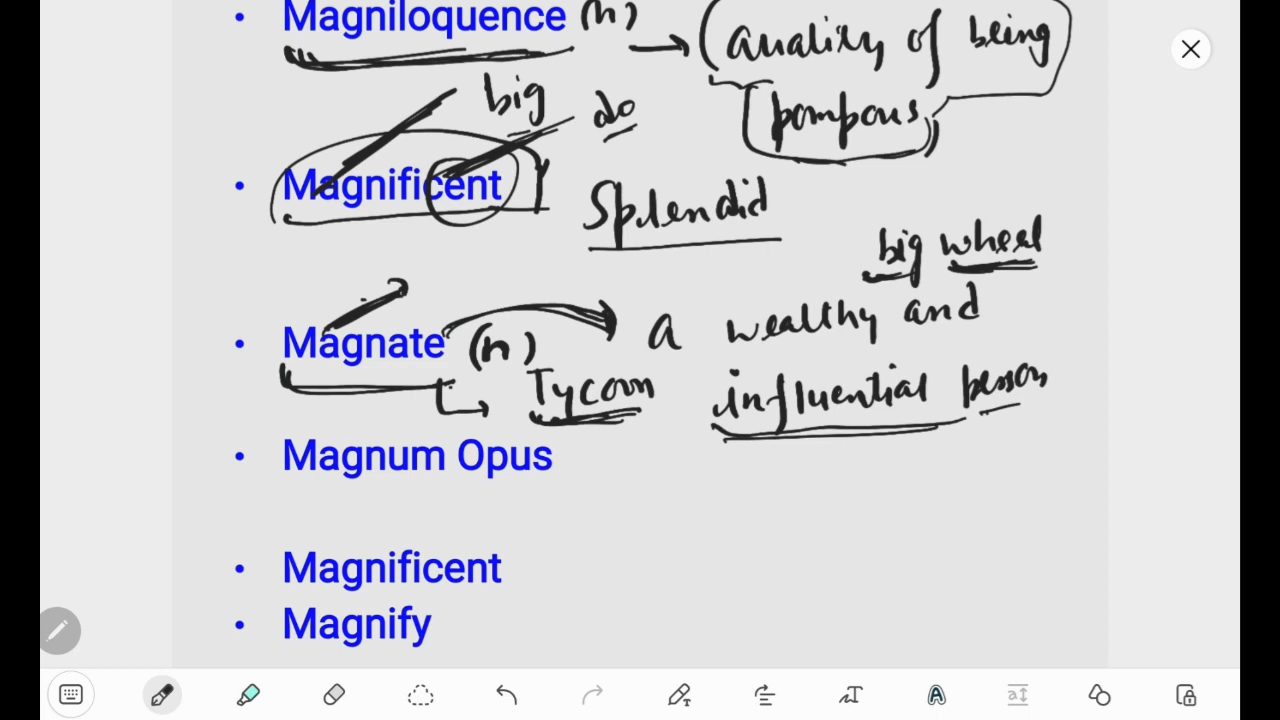 • Magniloquence (n) → (Quality of being
pompous)
big do
• Magnificent Splendid
big wheel
• Magnate (n) a wealthy and
Tycoon influential person
• Magnum Opus
• Magnificent
• Magnify